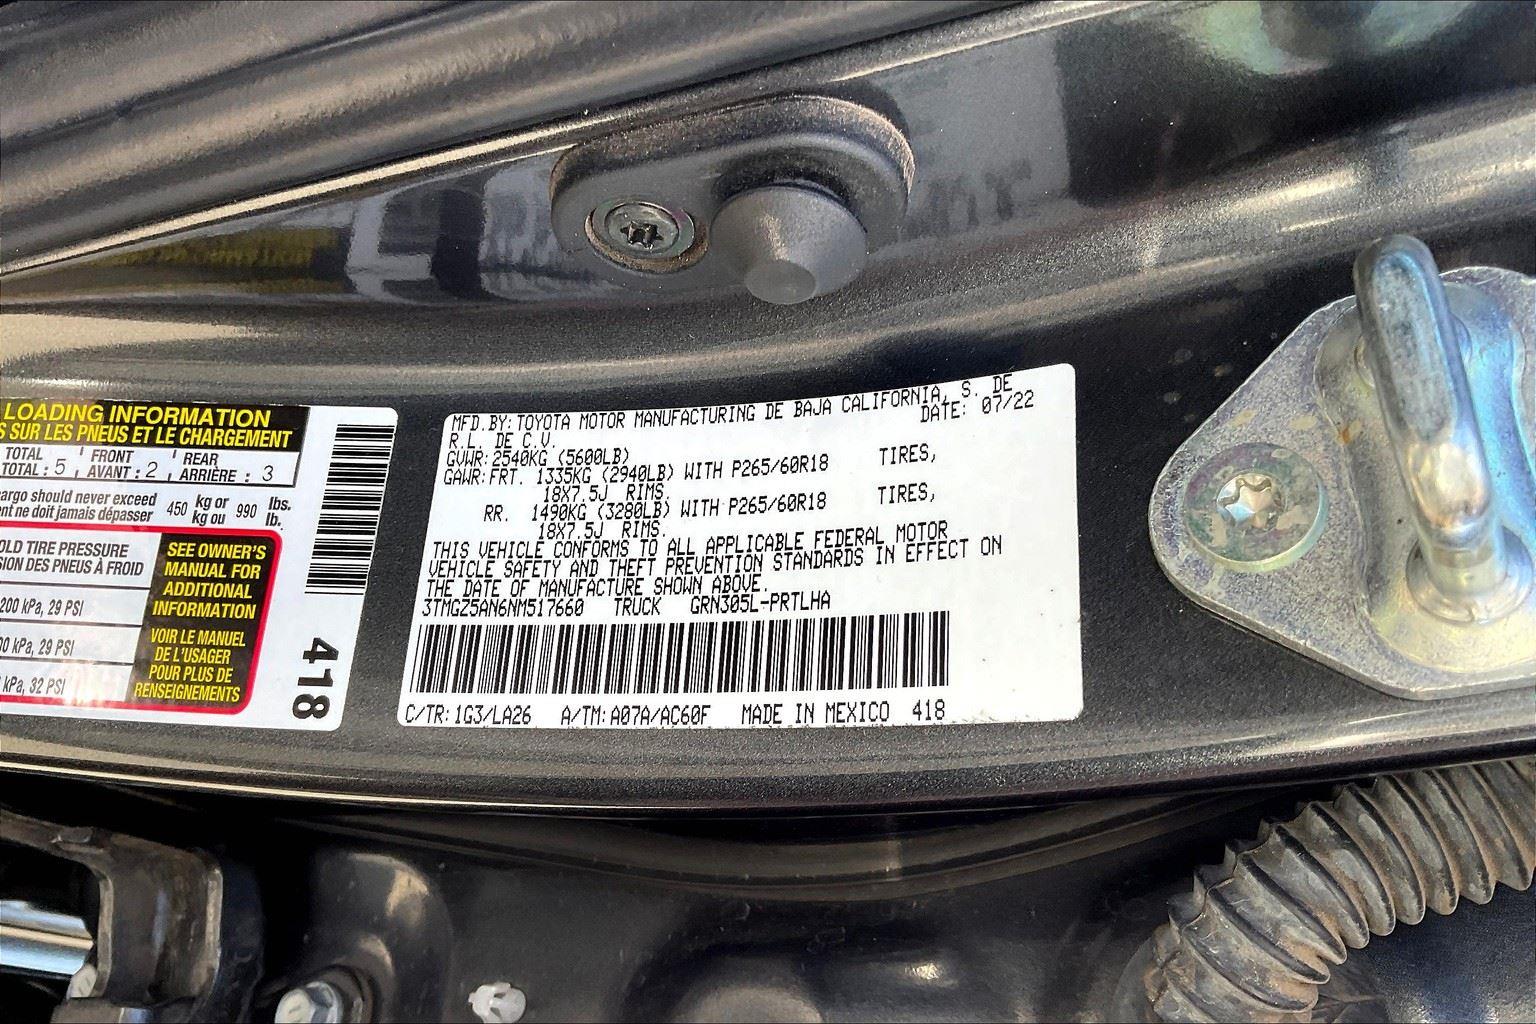 LOADING INFORMATION
SUR LES PNEUS ET LE CHARGEMENT
TOTAL FRONT REAR
TOTAL : 5 AVANT : 2 ARRIÈRE : 3
should never exceed 450 kg or 990 lbs.
ne doit jamais dépasser kg ou lb.
TIRE PRESSURE
DES PNEUS À FROID
200 kPa, 29 PSI
kPa, 29 PSI
kPa, 32 PSI
SEE OWNER'S
MANUAL FOR
ADDITIONAL
INFORMATION
VOIR LE MANUEL
DE L'USAGER
POUR PLUS DE
RENSEIGNEMENTS
418
MFD.BY: TOYOTA MOTOR MANUFACTURING DE BAJA CALIFORNIA, S. DE
R.L. DE C.V. DATE: 07/22
GVWR: 2540KG (5600LB)
GAWR: FRT. 1335KG (2940LB) WITH P265/60R18 TIRES,
18X7.5J RIMS.
RR. 1490KG (3280LB) WITH P265/60R18 TIRES,
18X7.5J RIMS.
THIS VEHICLE CONFORMS TO ALL APPLICABLE FEDERAL MOTOR
VEHICLE SAFETY AND THEFT PREVENTION STANDARDS IN EFFECT ON
THE DATE OF MANUFACTURE SHOWN ABOVE.
3TMGZ5AN6NM517660 TRUCK GRN305L-PRTLHA
C/TR: 1G3/LA26 A/TM: A07A/AC60F MADE IN MEXICO 418